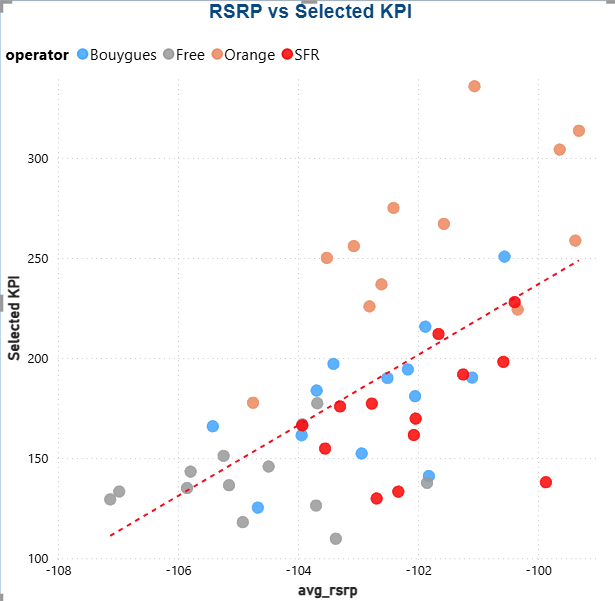 RSRP vs Selected KPI
operator Bouygues Free Orange SFR
300
250
200
150
100
Selected KPI
-108 -106 -104 -102 -100
avg_rsrp